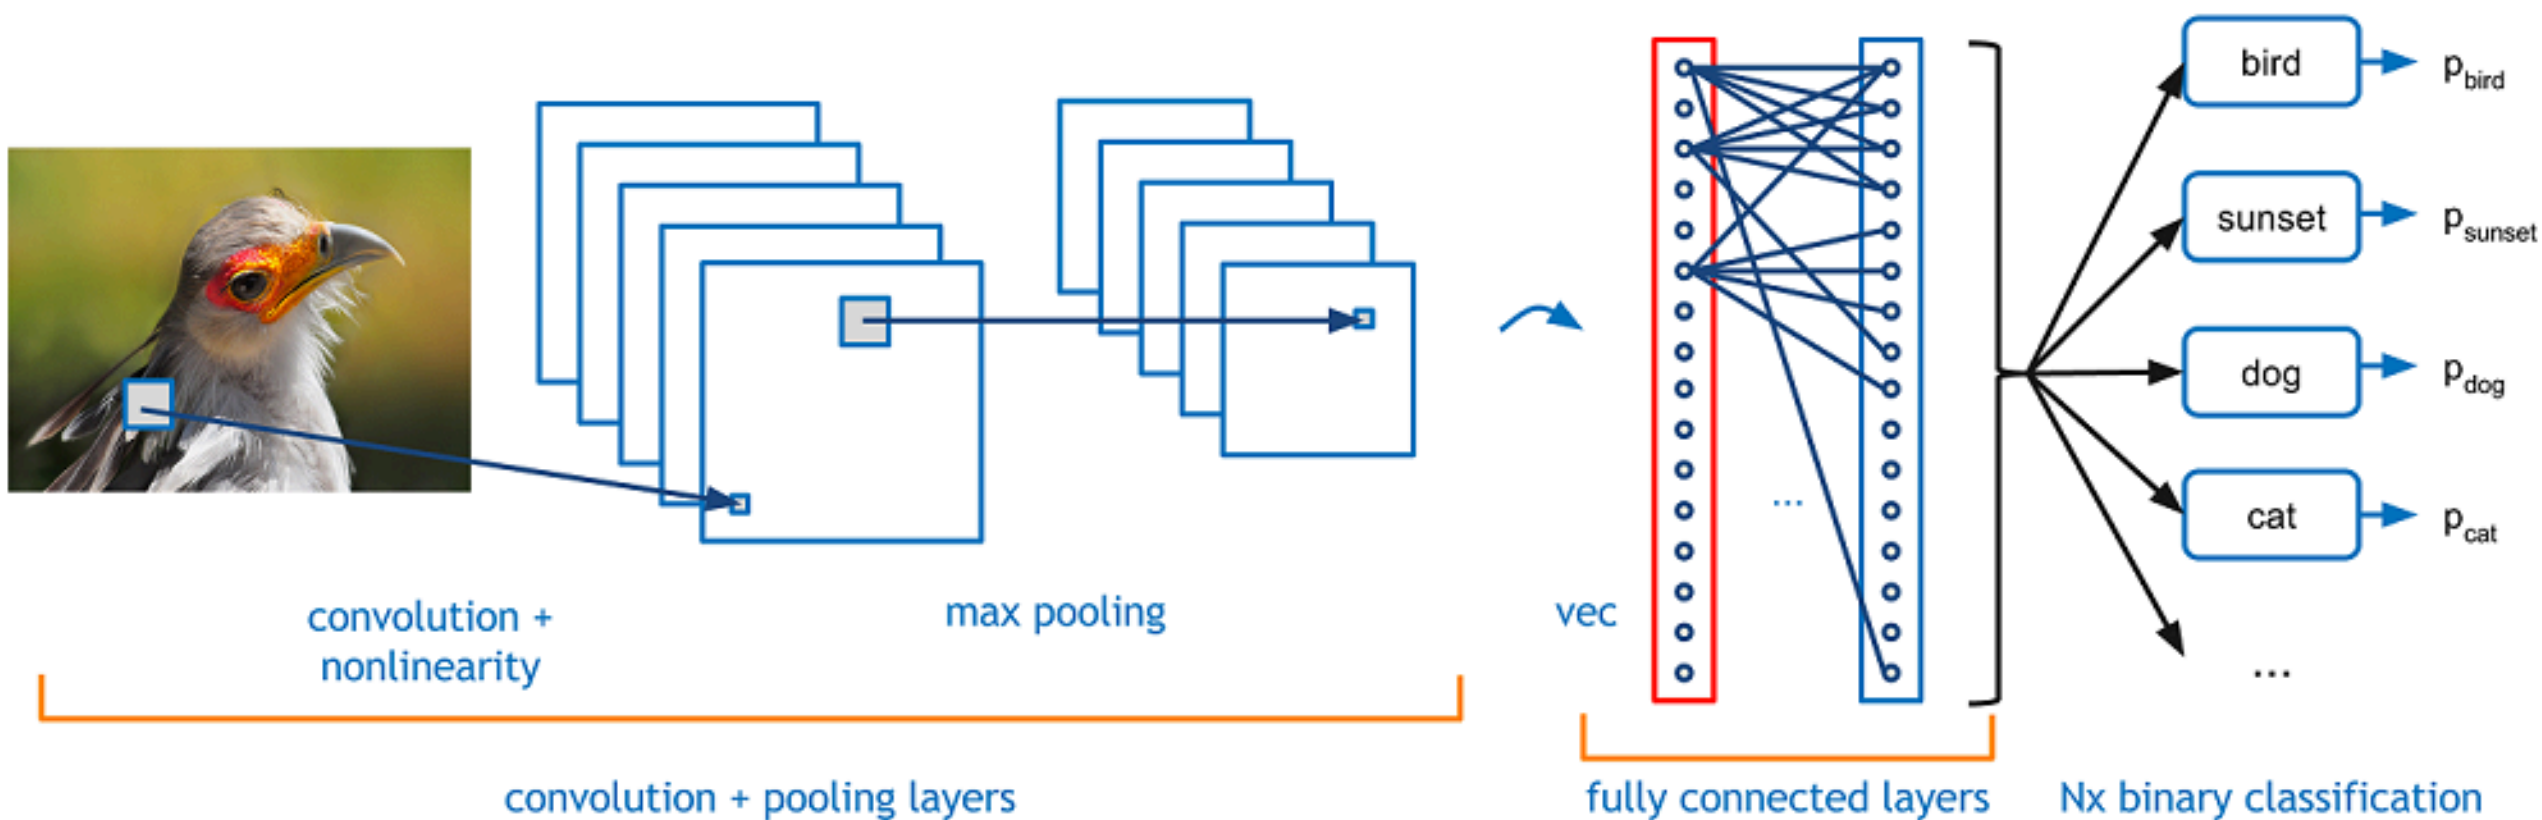 bird
p_bird
sunset
p_sunset
dog
p_dog
cat
p_cat
...
...
convolution +
nonlinearity
max pooling
vec
convolution + pooling layers
fully connected layers
Nx binary classification